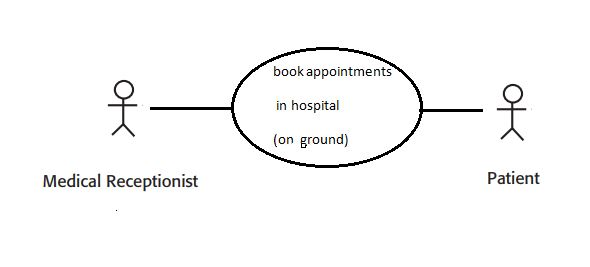 book appointments
in hospital
(on ground)
Medical Receptionist
Patient